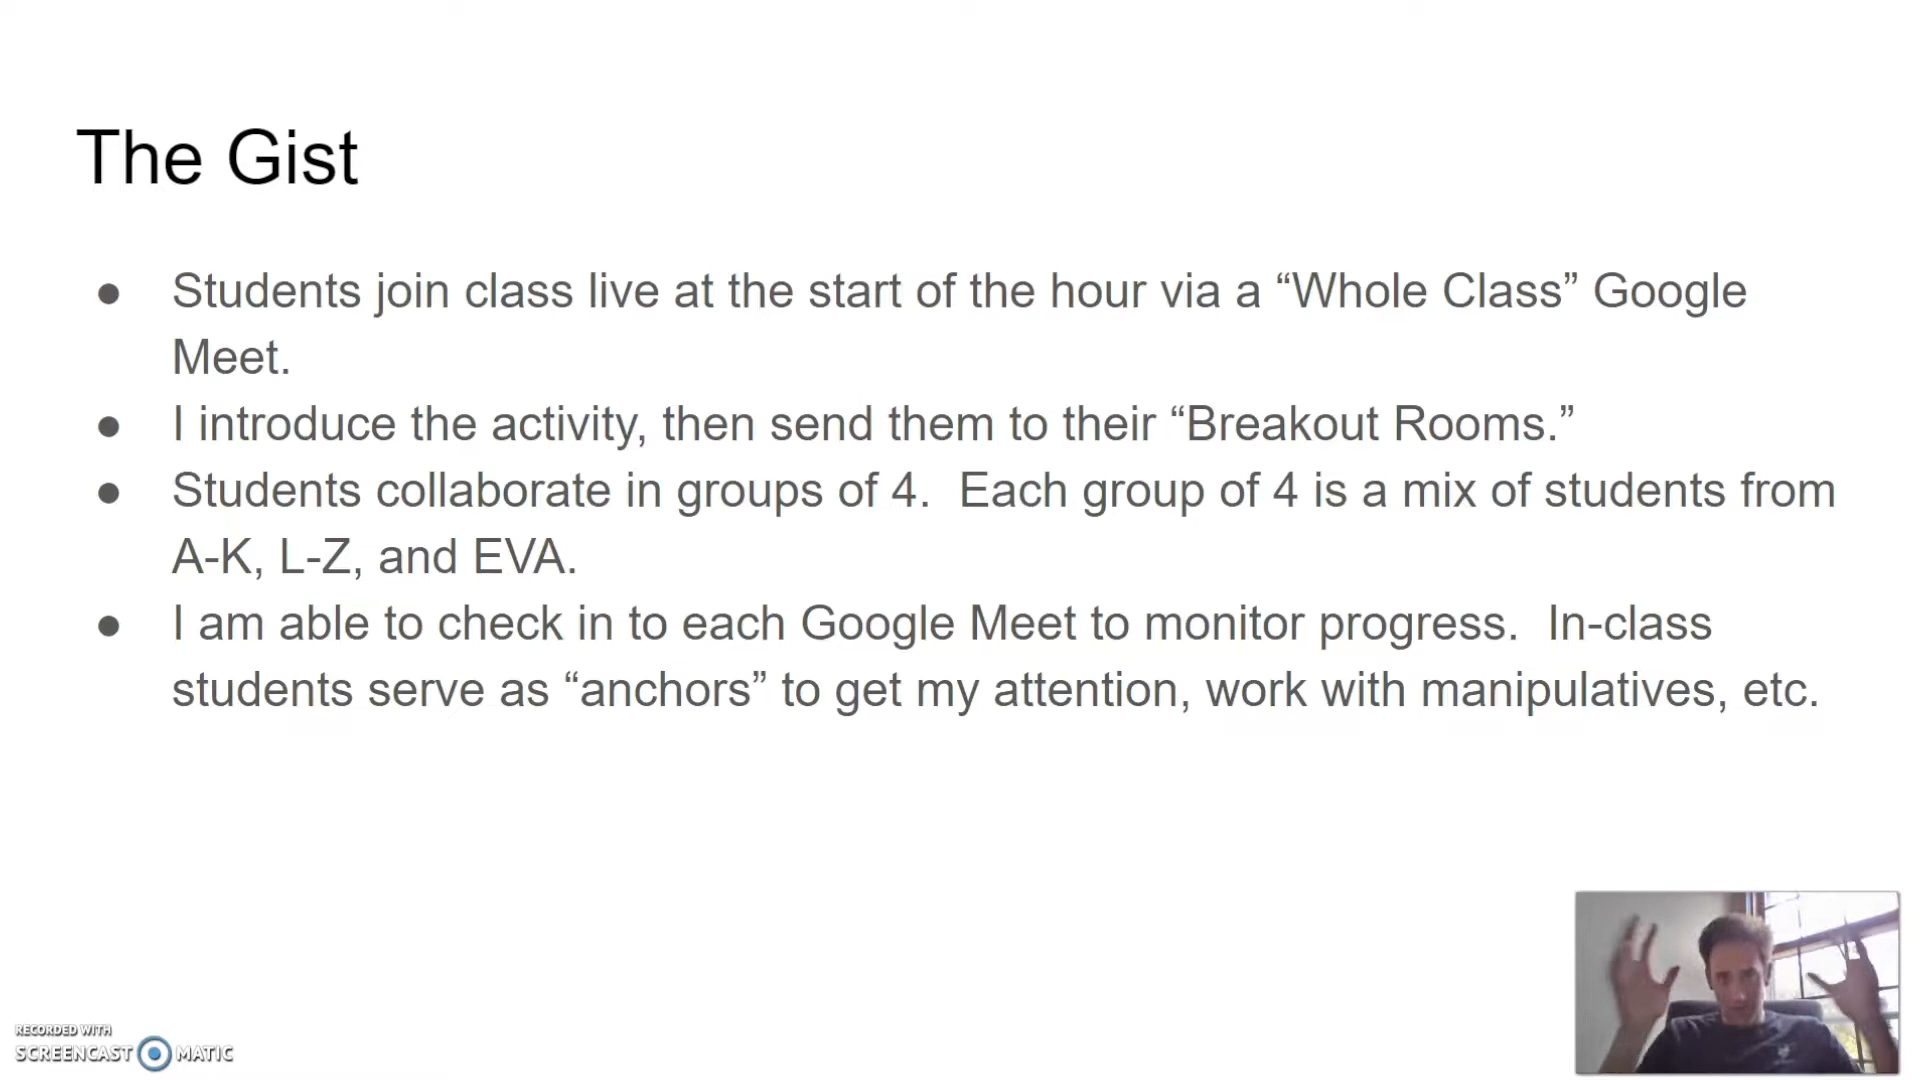 The Gist
● Students join class live at the start of the hour via a “Whole Class” Google
Meet.
● I introduce the activity, then send them to their “Breakout Rooms.”
● Students collaborate in groups of 4.  Each group of 4 is a mix of students from
A-K, L-Z, and EVA.
● I am able to check in to each Google Meet to monitor progress.  In-class
students serve as “anchors” to get my attention, work with manipulatives, etc.
RECORDED WITH
SCREENCAST MATIC